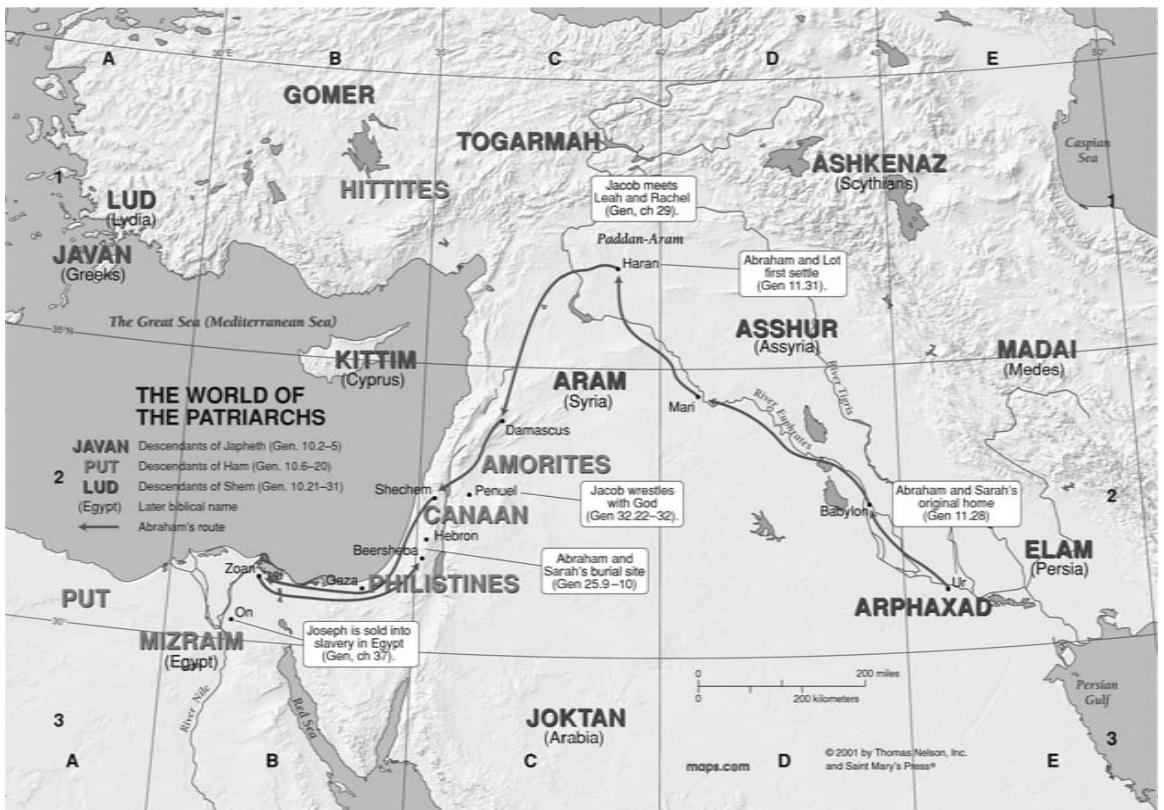 A
B
C
D
E
30°E
35°
40
45
50°
GOMER
TOGARMAH
HITTITES
ASHKENAZ
(Scythians)
Caspian
Sea
1
1
LUD
(Lydia)
JAVAN
(Greeks)
Jacob meets
Leah and Rachel
(Gen, ch 29).
Paddan-Aram
Haran
Abraham and Lot
first settle
(Gen 11.31).
The Great Sea (Mediterranean Sea)
35°N
KITTIM
(Cyprus)
ASSHUR
(Assyria)
MADAI
(Medes)
River Tigris
River Euphrates
ARAM
(Syria)
Mari
Damascus
THE WORLD OF
THE PATRIARCHS
JAVAN Descendants of Japheth (Gen. 10.2–5)
PUT Descendants of Ham (Gen. 10.6–20)
LUD Descendants of Shem (Gen. 10.21–31)
(Egypt) Later biblical name
Abraham's route
2
2
AMORITES
Shechem
Penuel
Jacob wrestles
with God
(Gen 32.22–32).
CANAAN
Hebron
Beersheba
Abraham and
Sarah's burial site
(Gen 25.9–10)
Babylon
Abraham and Sarah's
original home
(Gen 11.28)
ELAM
(Persia)
Ur
ARPHAXAD
Zoan
Gaza
PHILISTINES
PUT
30°
On
MIZRAIM
(Egypt)
Joseph is sold into
slavery in Egypt
(Gen, ch 37).
River Nile
Red Sea
0 200 miles
0 200 kilometers
Persian
Gulf
3
3
JOKTAN
(Arabia)
A
B
C
D
E
maps.com
© 2001 by Thomas Nelson, Inc.
and Saint Mary's Press®